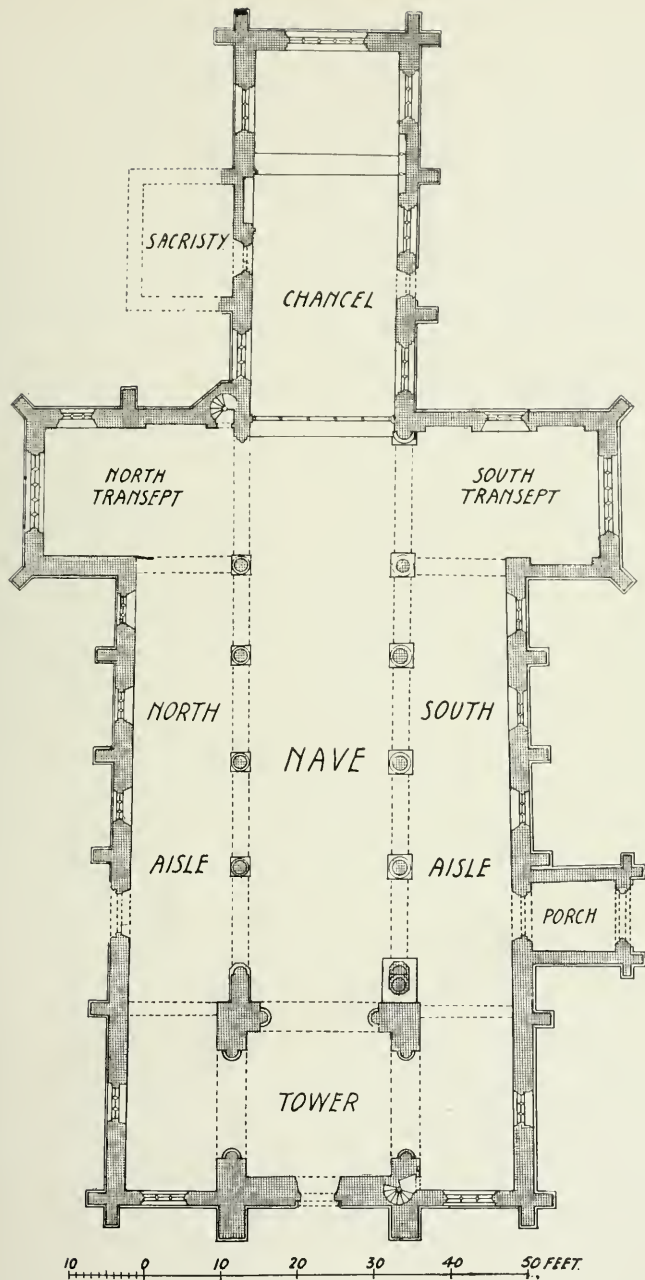 SACRISTY
CHANCEL
NORTH
TRANSEPT
SOUTH
TRANSEPT
NORTH
SOUTH
NAVE
AISLE
AISLE
PORCH
TOWER
10 0 10 20 30 40 50 FEET.